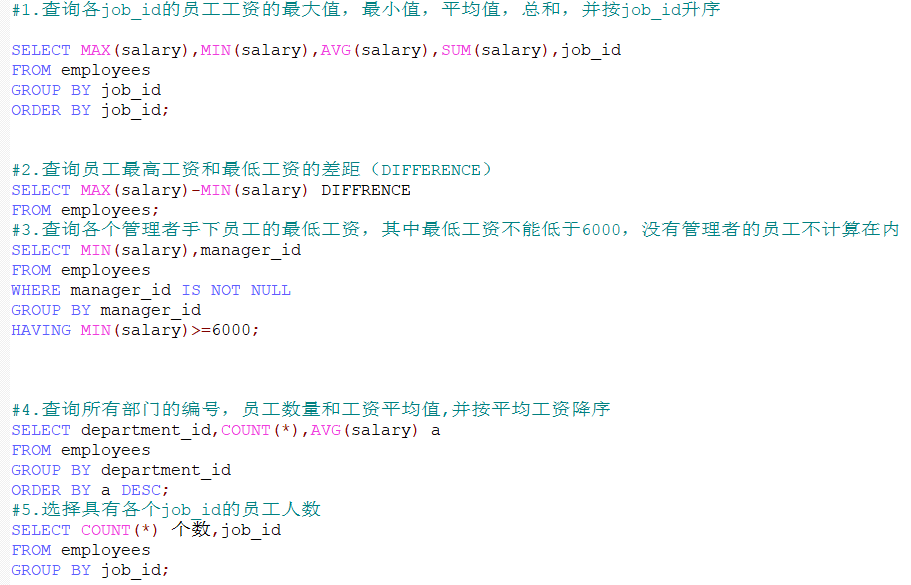 #1.查询各job_id的员工工资的最大值，最小值，平均值，总和，并按job_id升序
SELECT MAX(salary),MIN(salary),AVG(salary),SUM(salary),job_id
FROM employees
GROUP BY job_id
ORDER BY job_id;
#2.查询员工最高工资和最低工资的差距（DIFFERENCE）
SELECT MAX(salary)-MIN(salary) DIFFRENCE
FROM employees;
#3.查询各个管理者手下员工的最低工资，其中最低工资不能低于6000，没有管理者的员工不计算在内
SELECT MIN(salary),manager_id
FROM employees
WHERE manager_id IS NOT NULL
GROUP BY manager_id
HAVING MIN(salary)>=6000;
#4.查询所有部门的编号，员工数量和工资平均值,并按平均工资降序
SELECT department_id,COUNT(*),AVG(salary) a
FROM employees
GROUP BY department_id
ORDER BY a DESC;
#5.选择具有各个job_id的员工人数
SELECT COUNT(*) 个数,job_id
FROM employees
GROUP BY job_id;